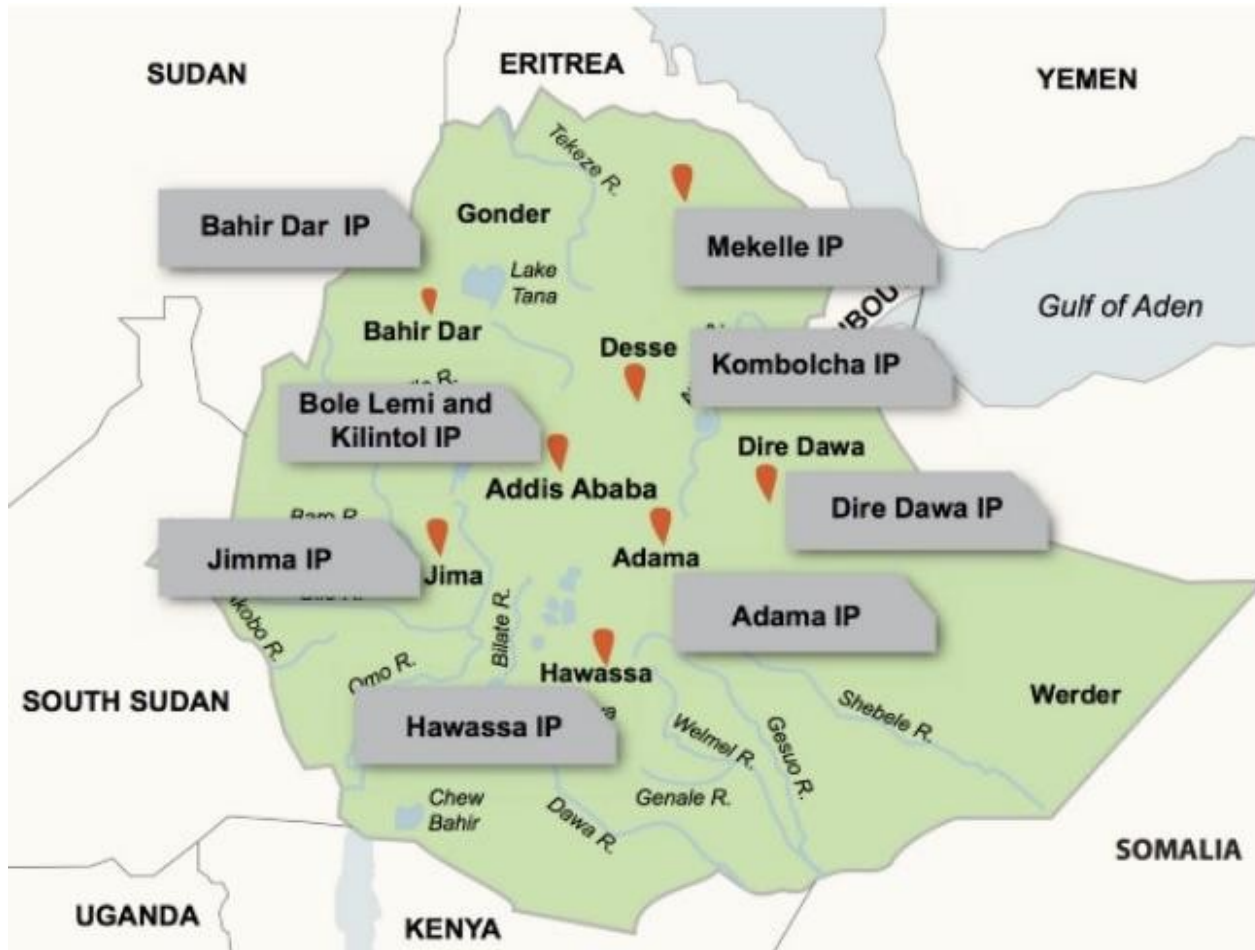 SUDAN
ERITREA
YEMEN
Tekeze R.
Gonder
Bahir Dar IP
Mekelle IP
Lake
Tana
Gulf of Aden
Bahir Dar
Desse
Kombolcha IP
Bole Lemi and
Kilintol IP
Dire Dawa
Addis Ababa
Dire Dawa IP
Jimma IP
Jima
Adama
Adama IP
Bilate R.
Hawassa
Omo R.
SOUTH SUDAN
Werder
Shebele R.
Hawassa IP
Welmel R.
Gesuo R.
Chew
Bahir
Genale R.
Dawa R.
SOMALIA
UGANDA
KENYA